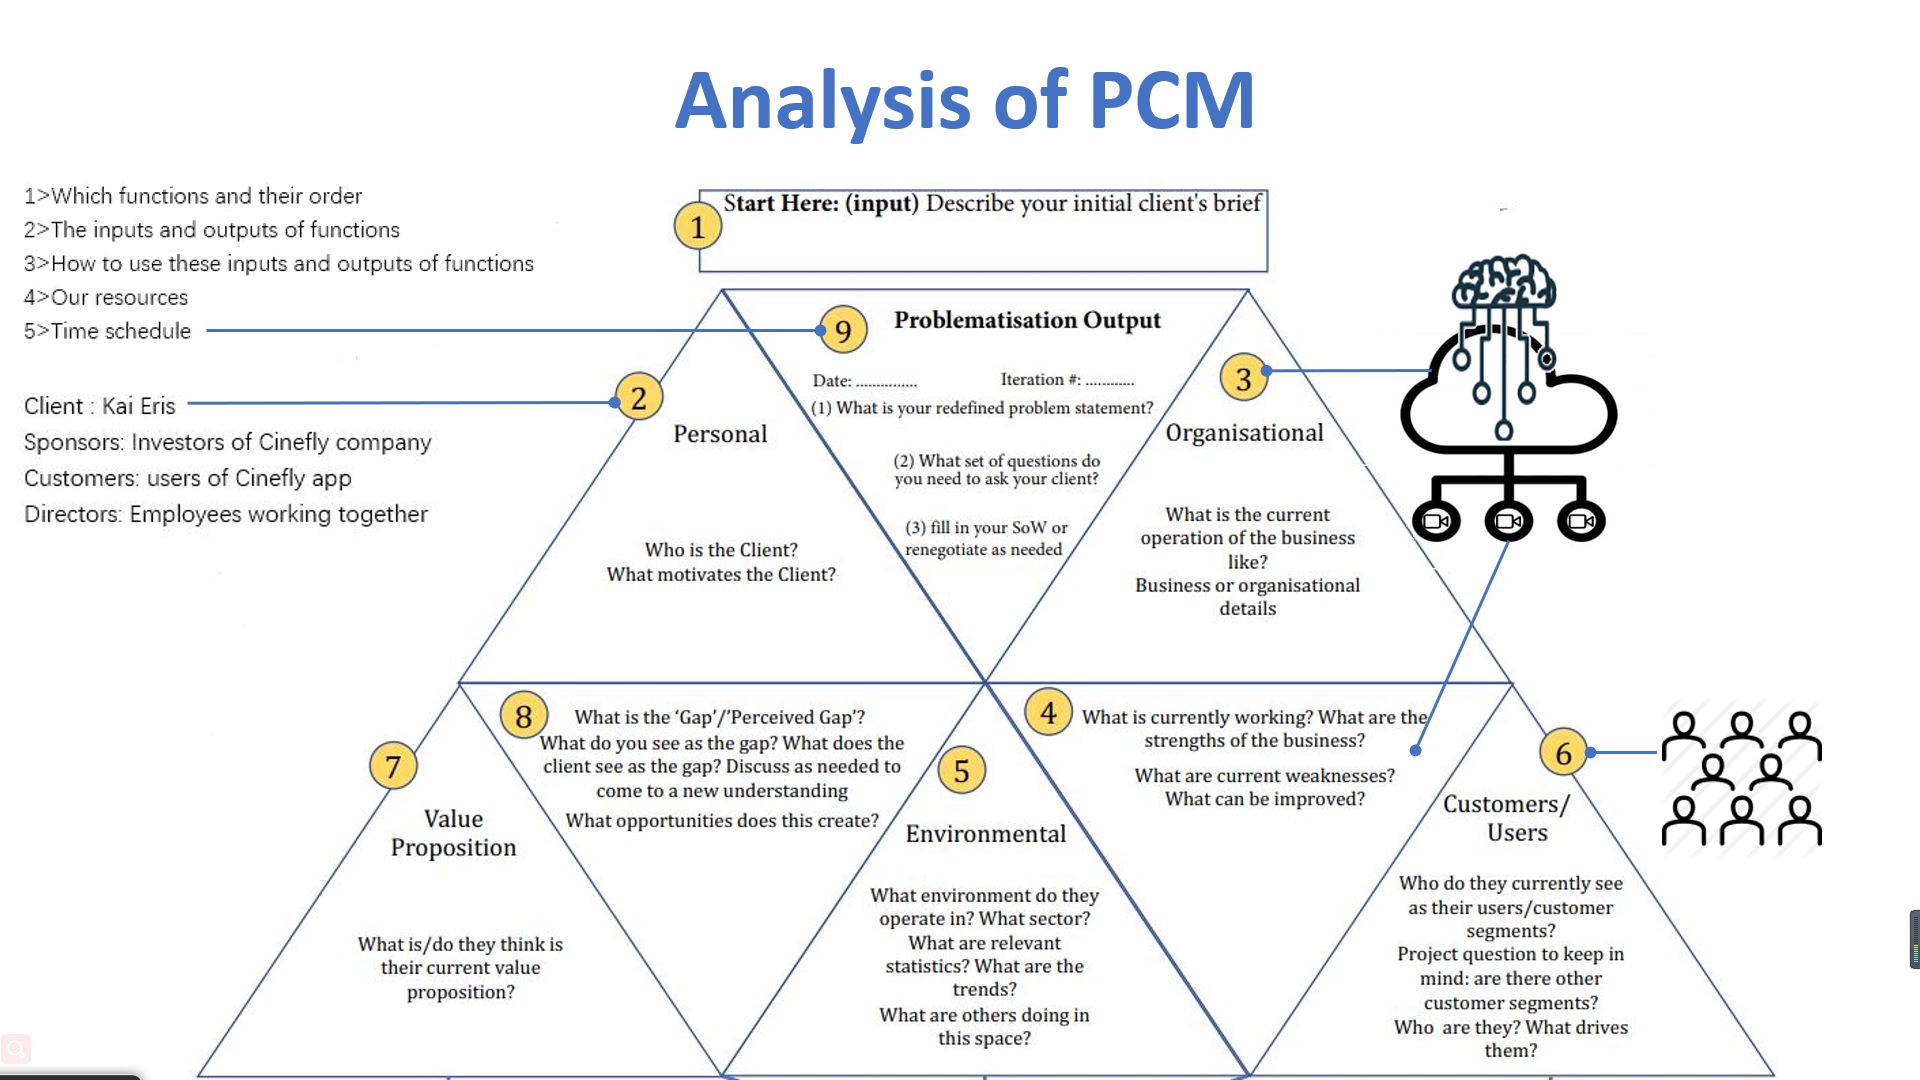 Analysis of PCM
1>Which functions and their order
2>The inputs and outputs of functions
3>How to use these inputs and outputs of functions
4>Our resources
5>Time schedule
Client : Kai Eris
Sponsors: Investors of Cinefly company
Customers: users of Cinefly app
Directors: Employees working together
1
Start Here: (input) Describe your initial client's brief
9
Problematisation Output
Date: ...............
Iteration #: ............
(1) What is your redefined problem statement?
(2) What set of questions do
you need to ask your client?
(3) fill in your SoW or
renegotiate as needed
2
Personal
Who is the Client?
What motivates the Client?
3
Organisational
What is the current
operation of the business
like?
Business or organisational
details
8
What is the ‘Gap’/’Perceived Gap’?
What do you see as the gap? What does the
client see as the gap? Discuss as needed to
come to a new understanding
What opportunities does this create?
4
What is currently working? What are the
strengths of the business?
What are current weaknesses?
What can be improved?
7
Value
Proposition
What is/do they think is
their current value
proposition?
5
Environmental
What environment do they
operate in? What sector?
What are relevant
statistics? What are the
trends?
What are others doing in
this space?
6
Customers/
Users
Who do they currently see
as their users/customer
segments?
Project question to keep in
mind: are there other
customer segments?
Who are they? What drives
them?